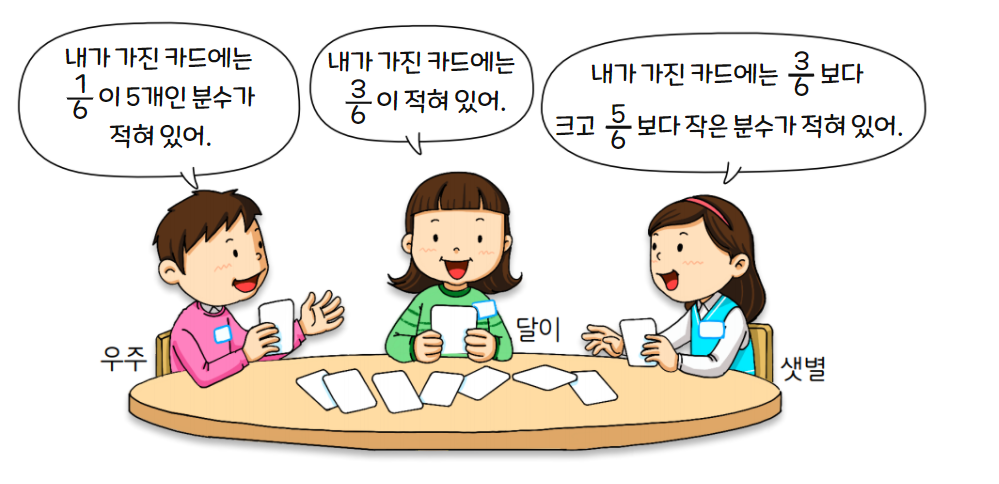 내가 가진 카드에는
1/6 이 5개인 분수가
적혀 있어.
내가 가진 카드에는
3/6 이 적혀 있어.
내가 가진 카드에는 3/6 보다
크고 5/6 보다 작은 분수가 적혀 있어.
우주
달이
샛별